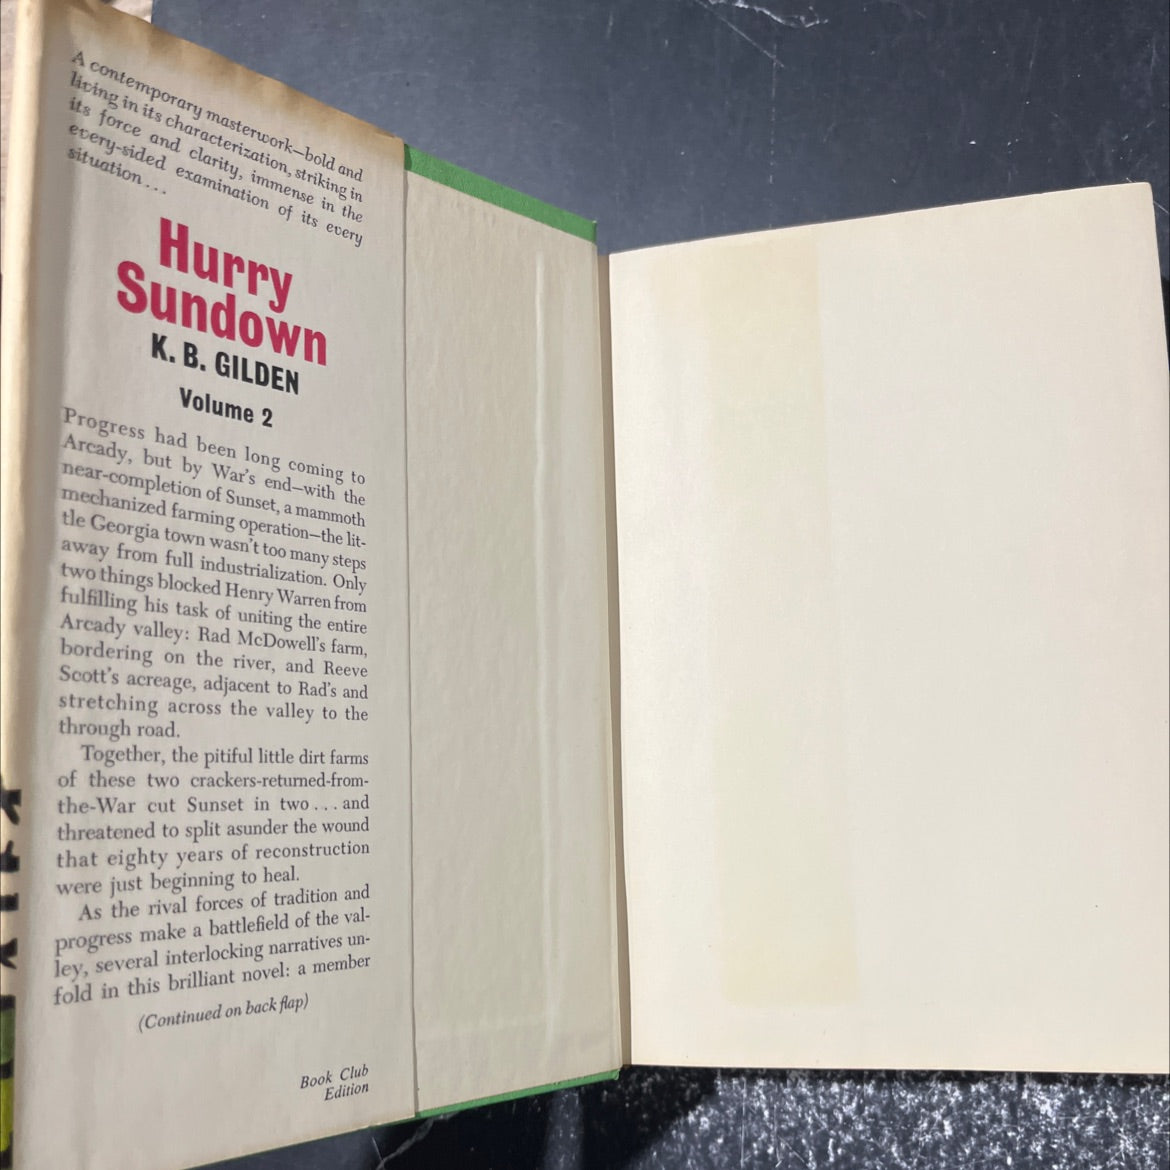 A contemporary masterwork—bold and
living in its characterization, striking in
its force and clarity, immense in the
every-sided examination of its every
situation...
Hurry
Sundown
K. B. GILDEN
Volume 2
Progress had been long coming to
Arcady, but by War's end—with the
near-completion of Sunset, a mammoth
mechanized farming operation—the lit-
tle Georgia town wasn't too many steps
away from full industrialization. Only
two things blocked Henry Warren from
fulfilling his task of uniting the entire
Arcady valley: Rad McDowell's farm,
bordering on the river, and Reeve
Scott's acreage, adjacent to Rad's and
stretching across the valley to the
through road.
Together, the pitiful little dirt farms
of these two crackers-returned-from-
the-War cut Sunset in two...and
threatened to split asunder the wound
that eighty years of reconstruction
were just beginning to heal.
As the rival forces of tradition and
progress make a battlefield of the val-
ley, several interlocking narratives un-
fold in this brilliant novel: a member
(Continued on back flap)
Book Club
Edition